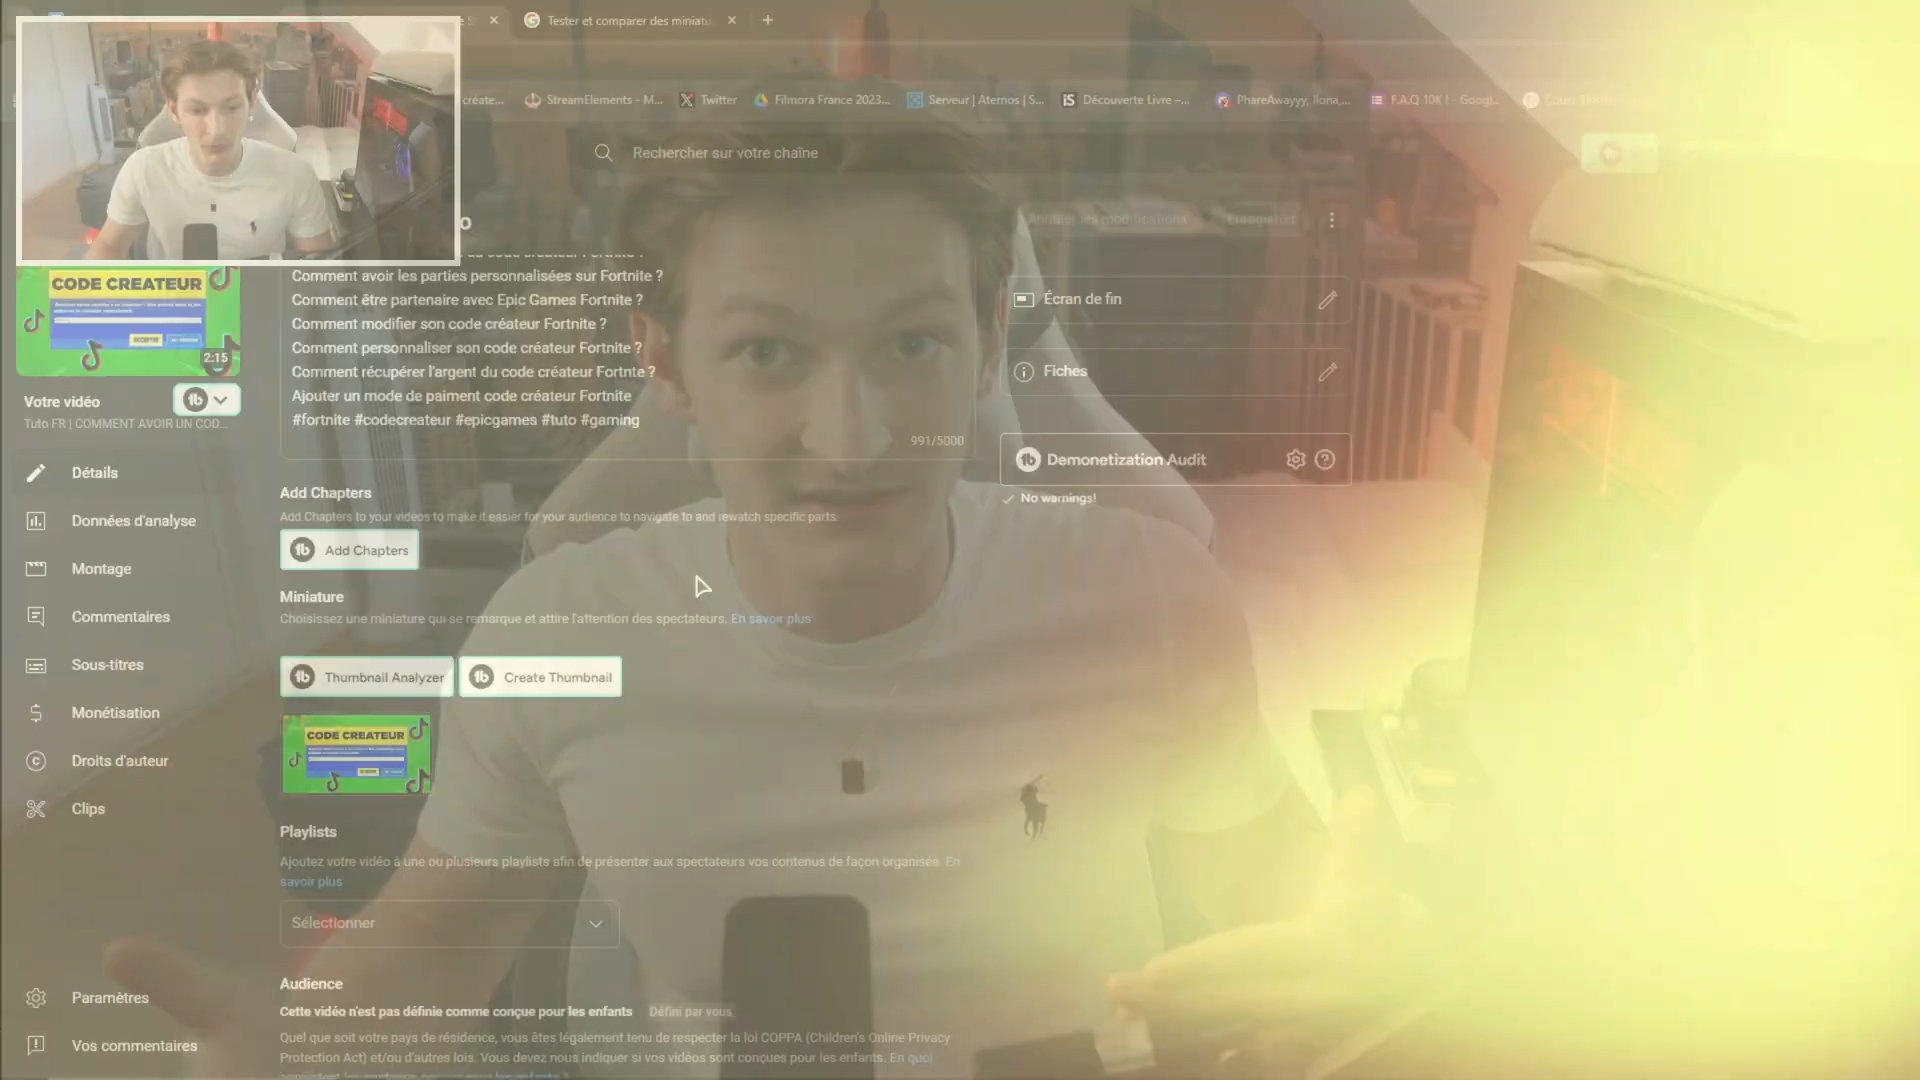 Tester et comparer des miniatu
créate...
StreamElements - M...
Twitter
Filmora France 2023...
Serveur | Aternos | S...
Découverte Livre –...
PhareAwayyy, Ilona,...
F.A.Q 10K ! - Googl...
Rechercher sur votre chaîne
Annuler les modifications
Enregistrer
CODE CREATEUR
2:15
Votre vidéo
Tuto FR | COMMENT AVOIR UN COD...
Détails
Données d'analyse
Montage
Commentaires
Sous-titres
Monétisation
Droits d'auteur
Clips
Paramètres
Vos commentaires
Comment avoir les parties personnalisées sur Fortnite ?
Comment être partenaire avec Epic Games Fortnite ?
Comment modifier son code créateur Fortnite ?
Comment personnaliser son code créateur Fortnite ?
Comment récupérer l'argent du code créateur Fortnte ?
Ajouter un mode de paiment code créateur Fortnite
#fortnite #codecreateur #epicgames #tuto #gaming
991/5000
Add Chapters
Add Chapters to your videos to make it easier for your audience to navigate to and rewatch specific parts.
Add Chapters
Miniature
Choisissez une miniature qui se remarque et attire l'attention des spectateurs. En savoir plus
Thumbnail Analyzer
Create Thumbnail
CODE CREATEUR
Playlists
Ajoutez votre vidéo à une ou plusieurs playlists afin de présenter aux spectateurs vos contenus de façon organisée. En
savoir plus
Sélectionner
Audience
Cette vidéo n'est pas définie comme conçue pour les enfants
Défini par vous
Quel que soit votre pays de résidence, vous êtes légalement tenu de respecter la loi COPPA (Children's Online Privacy
Protection Act) et/ou d'autres lois. Vous devez nous indiquer si vos vidéos sont conçues pour les enfants. En quoi
Écran de fin
Fiches
Demonetization Audit
No warnings!